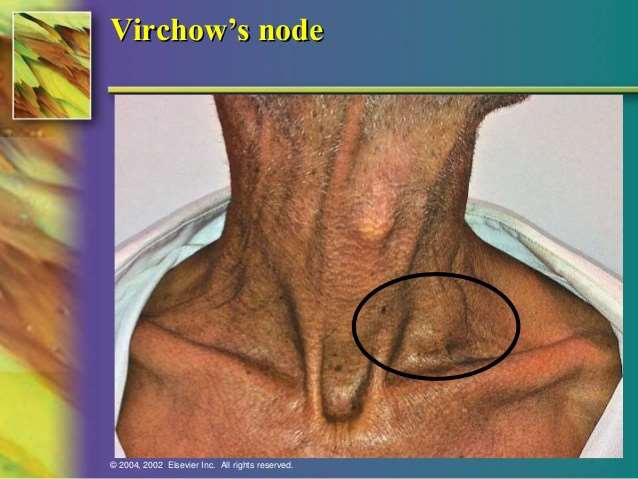 Virchow's node
© 2004, 2002 Elsevier Inc. All rights reserved.